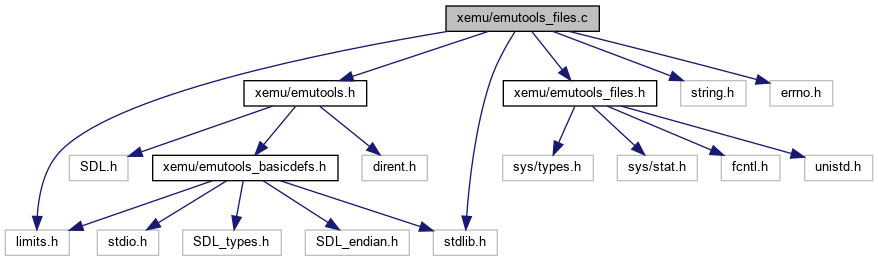 xemu/emutools_files.c
xemu/emutools.h
xemu/emutools_files.h
string.h
errno.h
SDL.h
xemu/emutools_basicdefs.h
dirent.h
sys/types.h
sys/stat.h
fcntl.h
unistd.h
limits.h
stdio.h
SDL_types.h
SDL_endian.h
stdlib.h